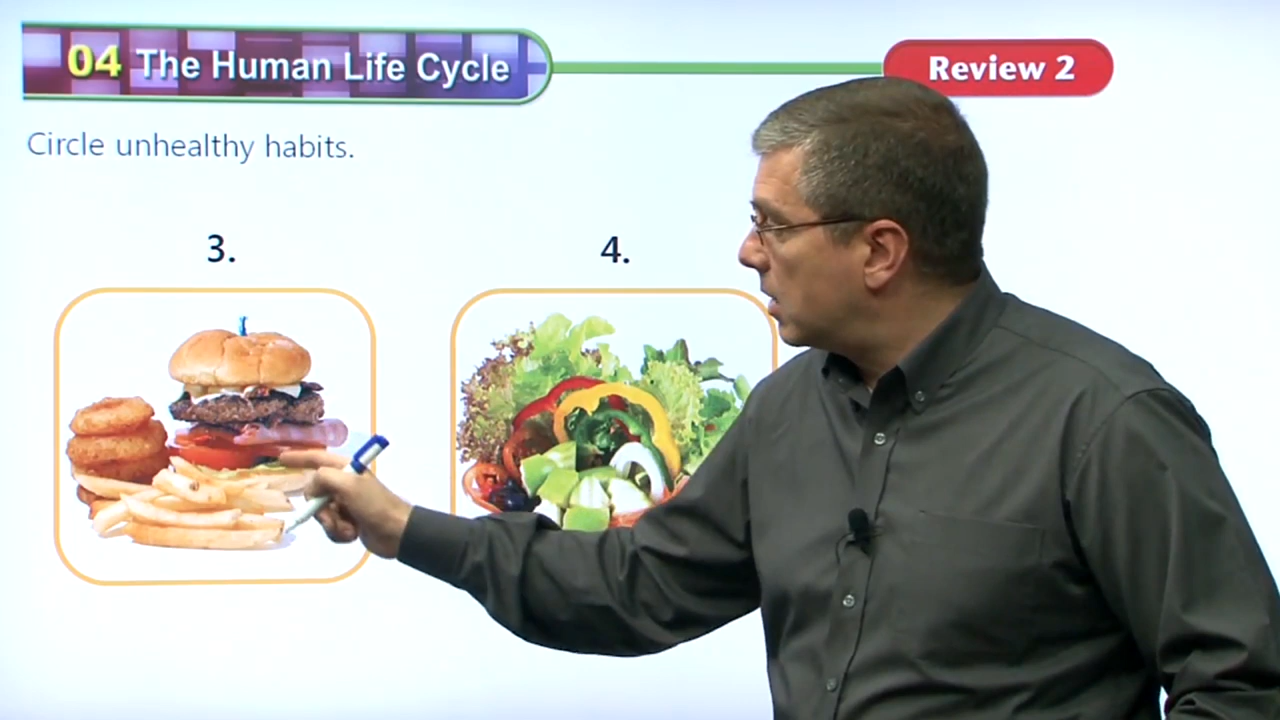 04 The Human Life Cycle
Review 2
Circle unhealthy habits.
3.
4.